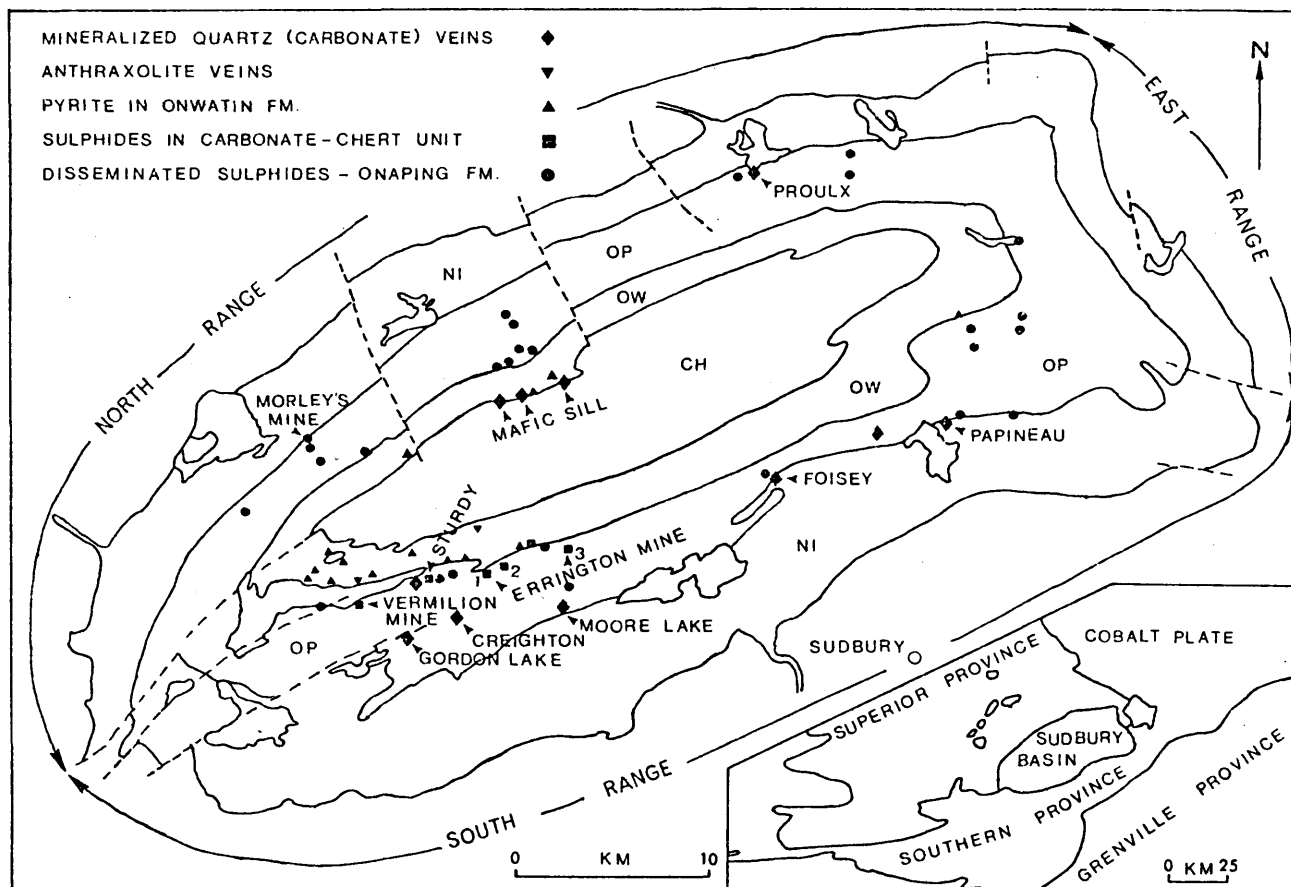 MINERALIZED QUARTZ (CARBONATE) VEINS
ANTHRAXOLITE VEINS
PYRITE IN ONWATIN FM.
SULPHIDES IN CARBONATE-CHERT UNIT
DISSEMINATED SULPHIDES - ONAPING FM.
N
EAST RANGE
NORTH RANGE
PROULX
OP
NI
OW
CH
OW
OP
MORLEY'S
MINE
MAFIC SILL
PAPINEAU
FOISEY
STURDY
NI
1
2
3
ERRINGTON MINE
VERMILION
MINE
OP
CREIGHTON
GORDON LAKE
MOORE LAKE
SUDBURY
SOUTH RANGE
0 KM 10
COBALT PLATE
SUPERIOR PROVINCE
SUDBURY
BASIN
SOUTHERN PROVINCE
GRENVILLE PROVINCE
0 KM 25